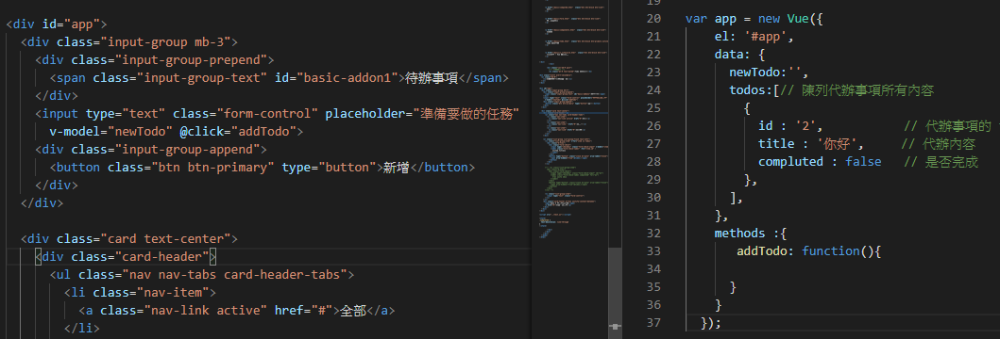 <div id="app">
<div class="input-group mb-3">
<div class="input-group-prepend">
<span class="input-group-text" id="basic-addon1">待辦事項</span>
</div>
<input type="text" class="form-control" placeholder="準備要做的任務"
v-model="newTodo" @click="addTodo">
<div class="input-group-append">
<button class="btn btn-primary" type="button">新增</button>
</div>
</div>
<div class="card text-center">
<div class="card-header">
<ul class="nav nav-tabs card-header-tabs">
<li class="nav-item">
<a class="nav-link active" href="#">全部</a>
</li>
19
20 var app = new Vue({
21 el: '#app',
22 data: {
23 newTodo:'',
24 todos:[// 陳列代辦事項所有內容
25 {
26 id : '2', // 代辦事項的
27 title : '你好', // 代辦內容
28 ompluted : false // 是否完成
29 },
30 ],
31 },
32 methods :{
33 addTodo: function(){
34
35 }
36 }
37 });